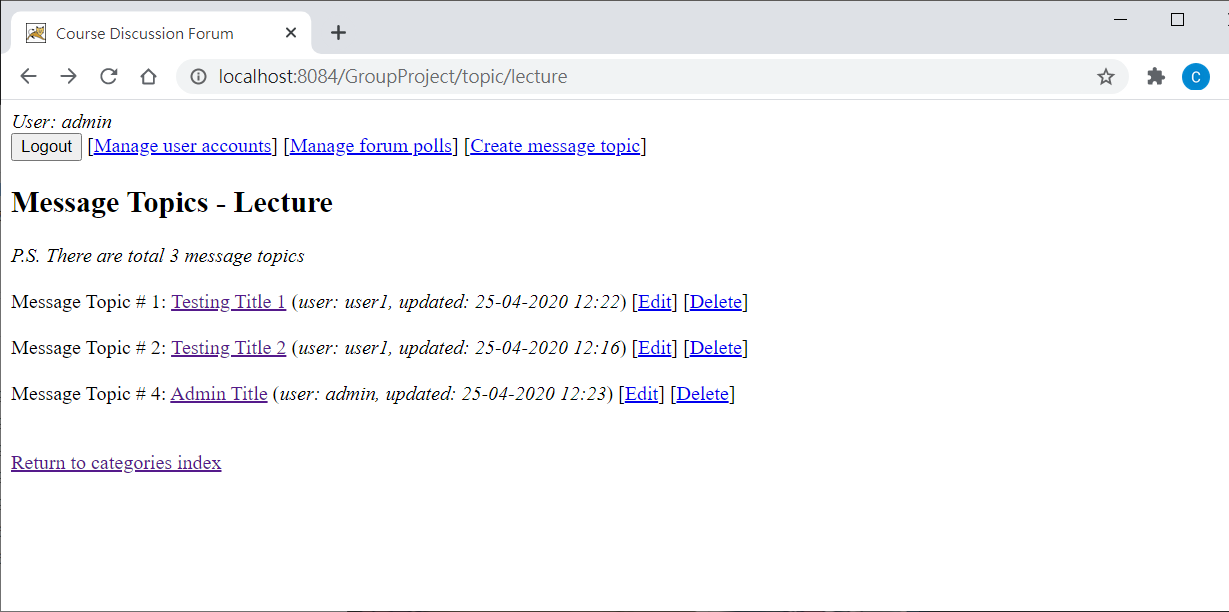 Course Discussion Forum
localhost:8084/GroupProject/topic/lecture
C
User: admin
Logout [Manage user accounts] [Manage forum polls] [Create message topic]
Message Topics - Lecture
P.S. There are total 3 message topics
Message Topic # 1: Testing Title 1 (user: user1, updated: 25-04-2020 12:22) [Edit] [Delete]
Message Topic # 2: Testing Title 2 (user: user1, updated: 25-04-2020 12:16) [Edit] [Delete]
Message Topic # 4: Admin Title (user: admin, updated: 25-04-2020 12:23) [Edit] [Delete]
Return to categories index